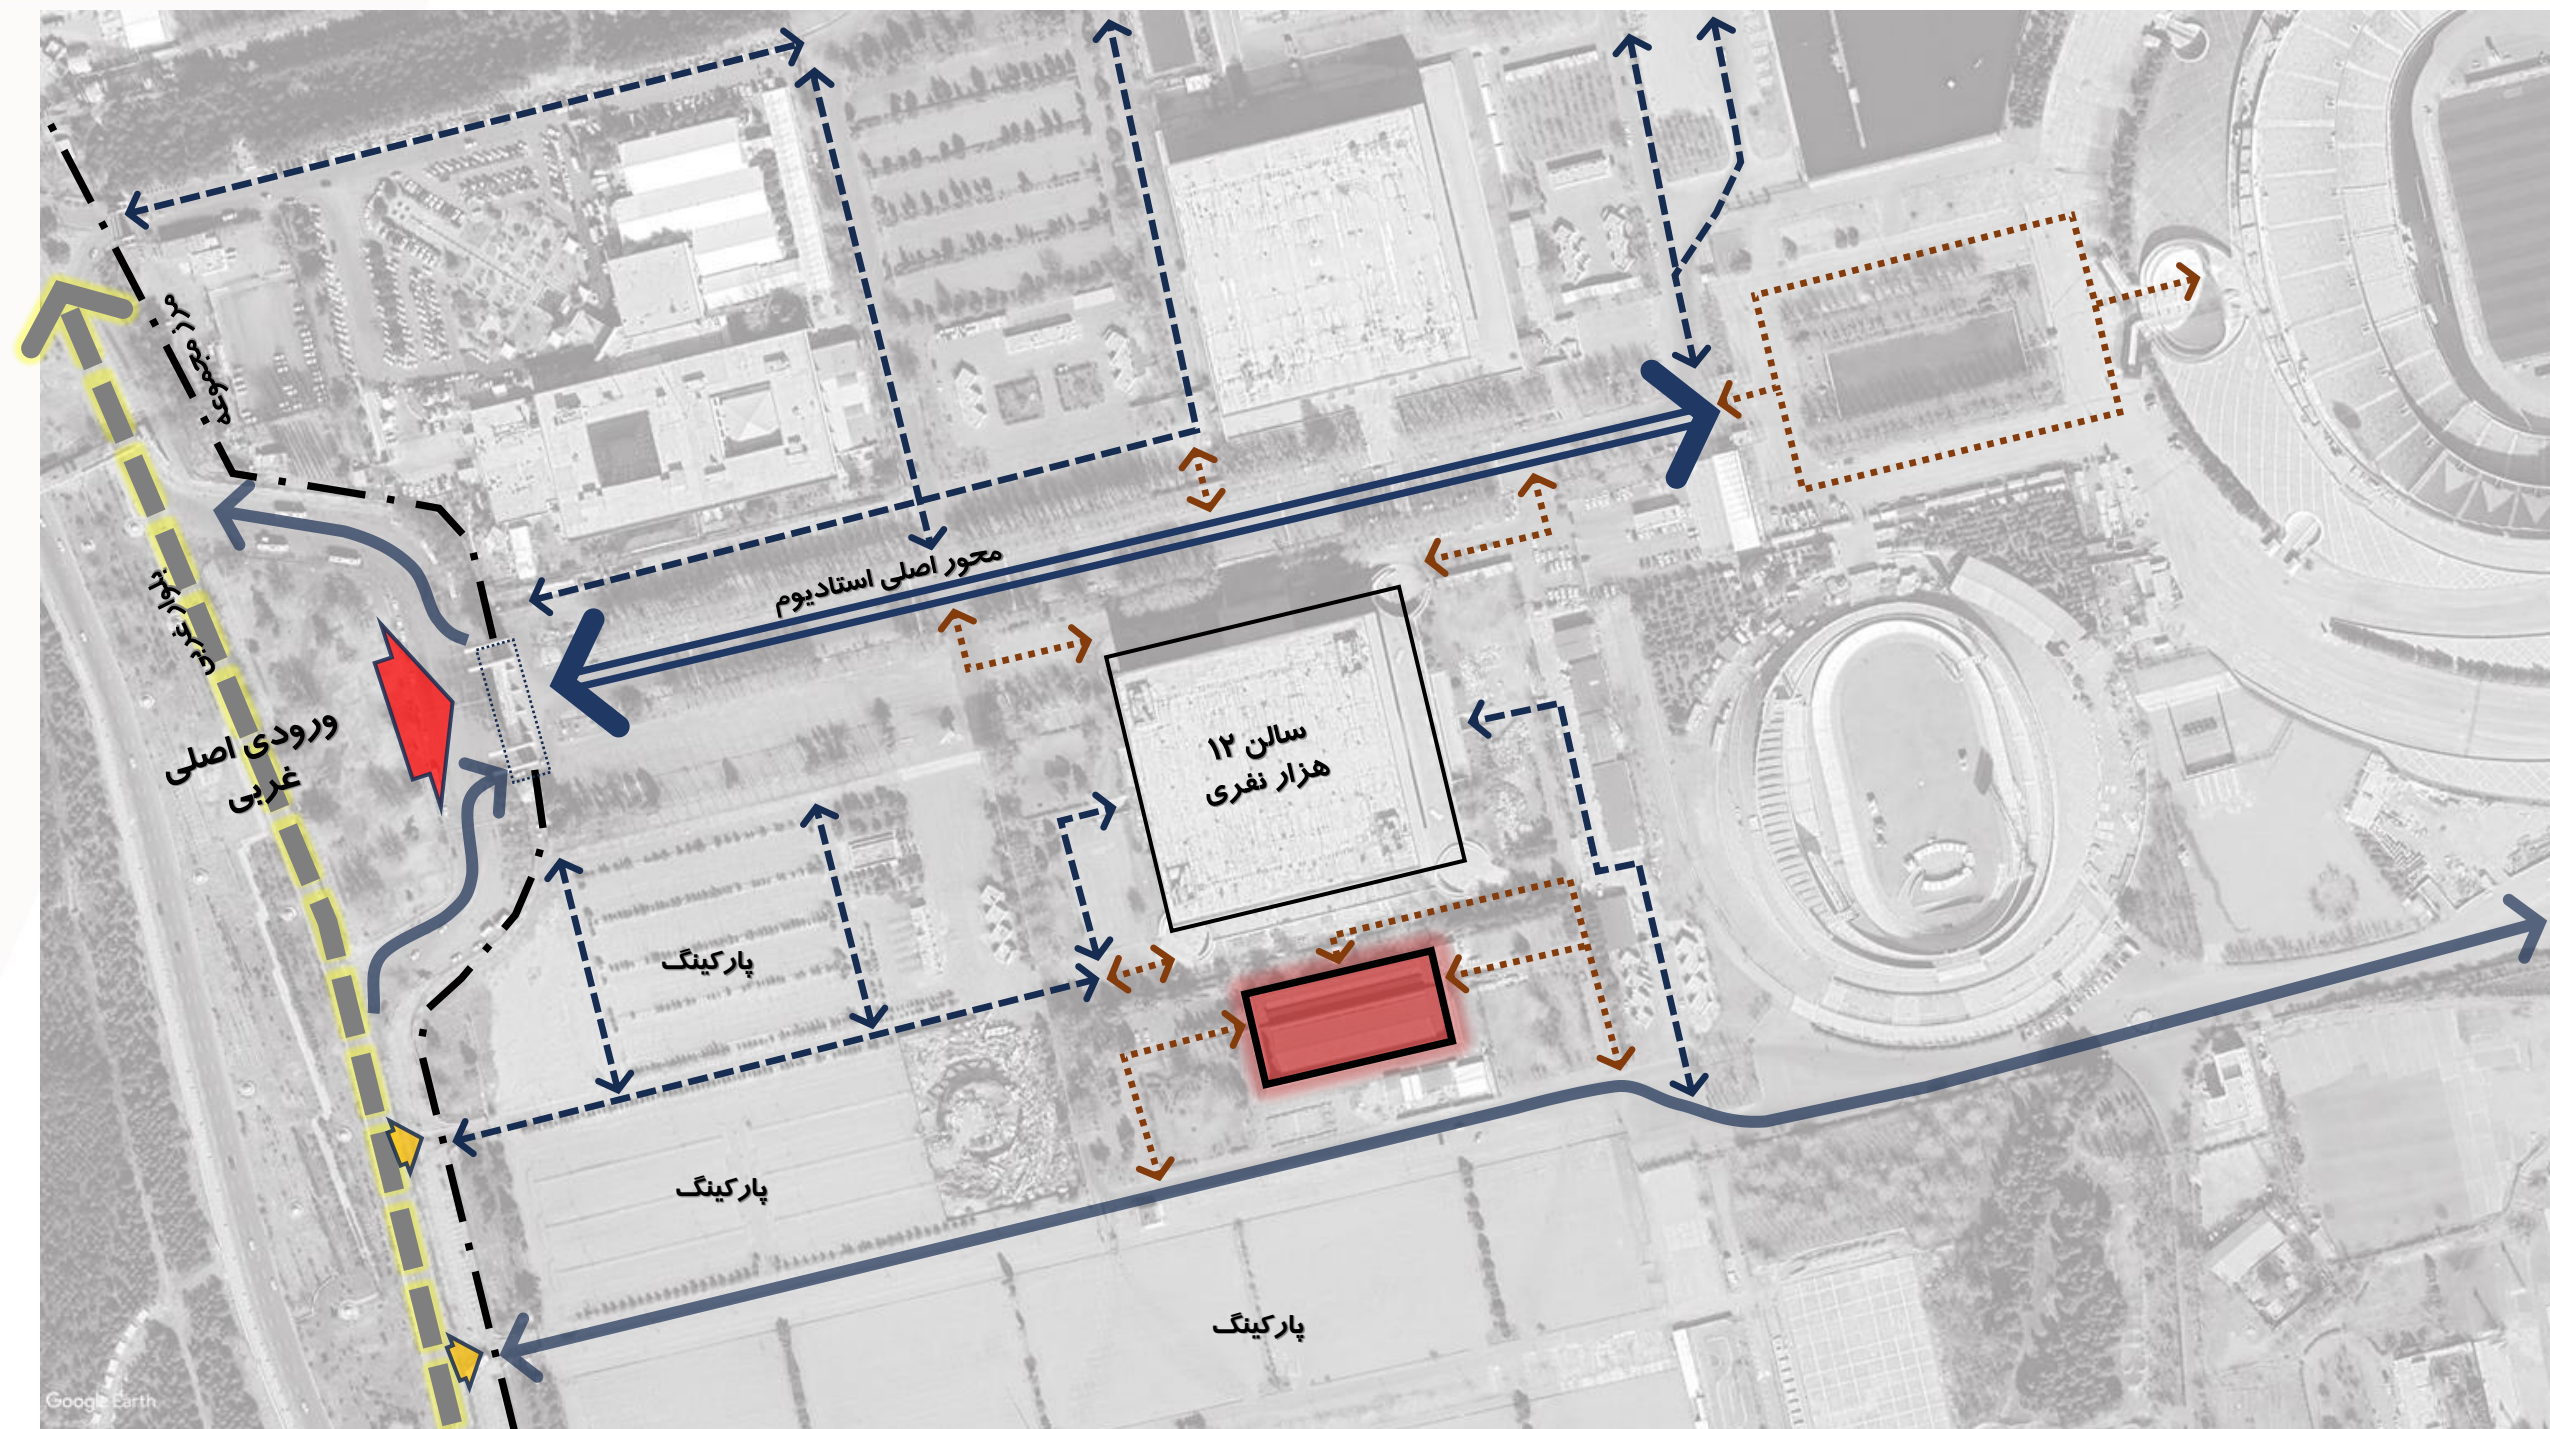 مرز مجموعه
بلوار غربی
محور اصلی استادیوم
ورودی اصلی
غربی
سالن ۱۲
هزار نفری
پارکینگ
پارکینگ
پارکینگ
Google Earth